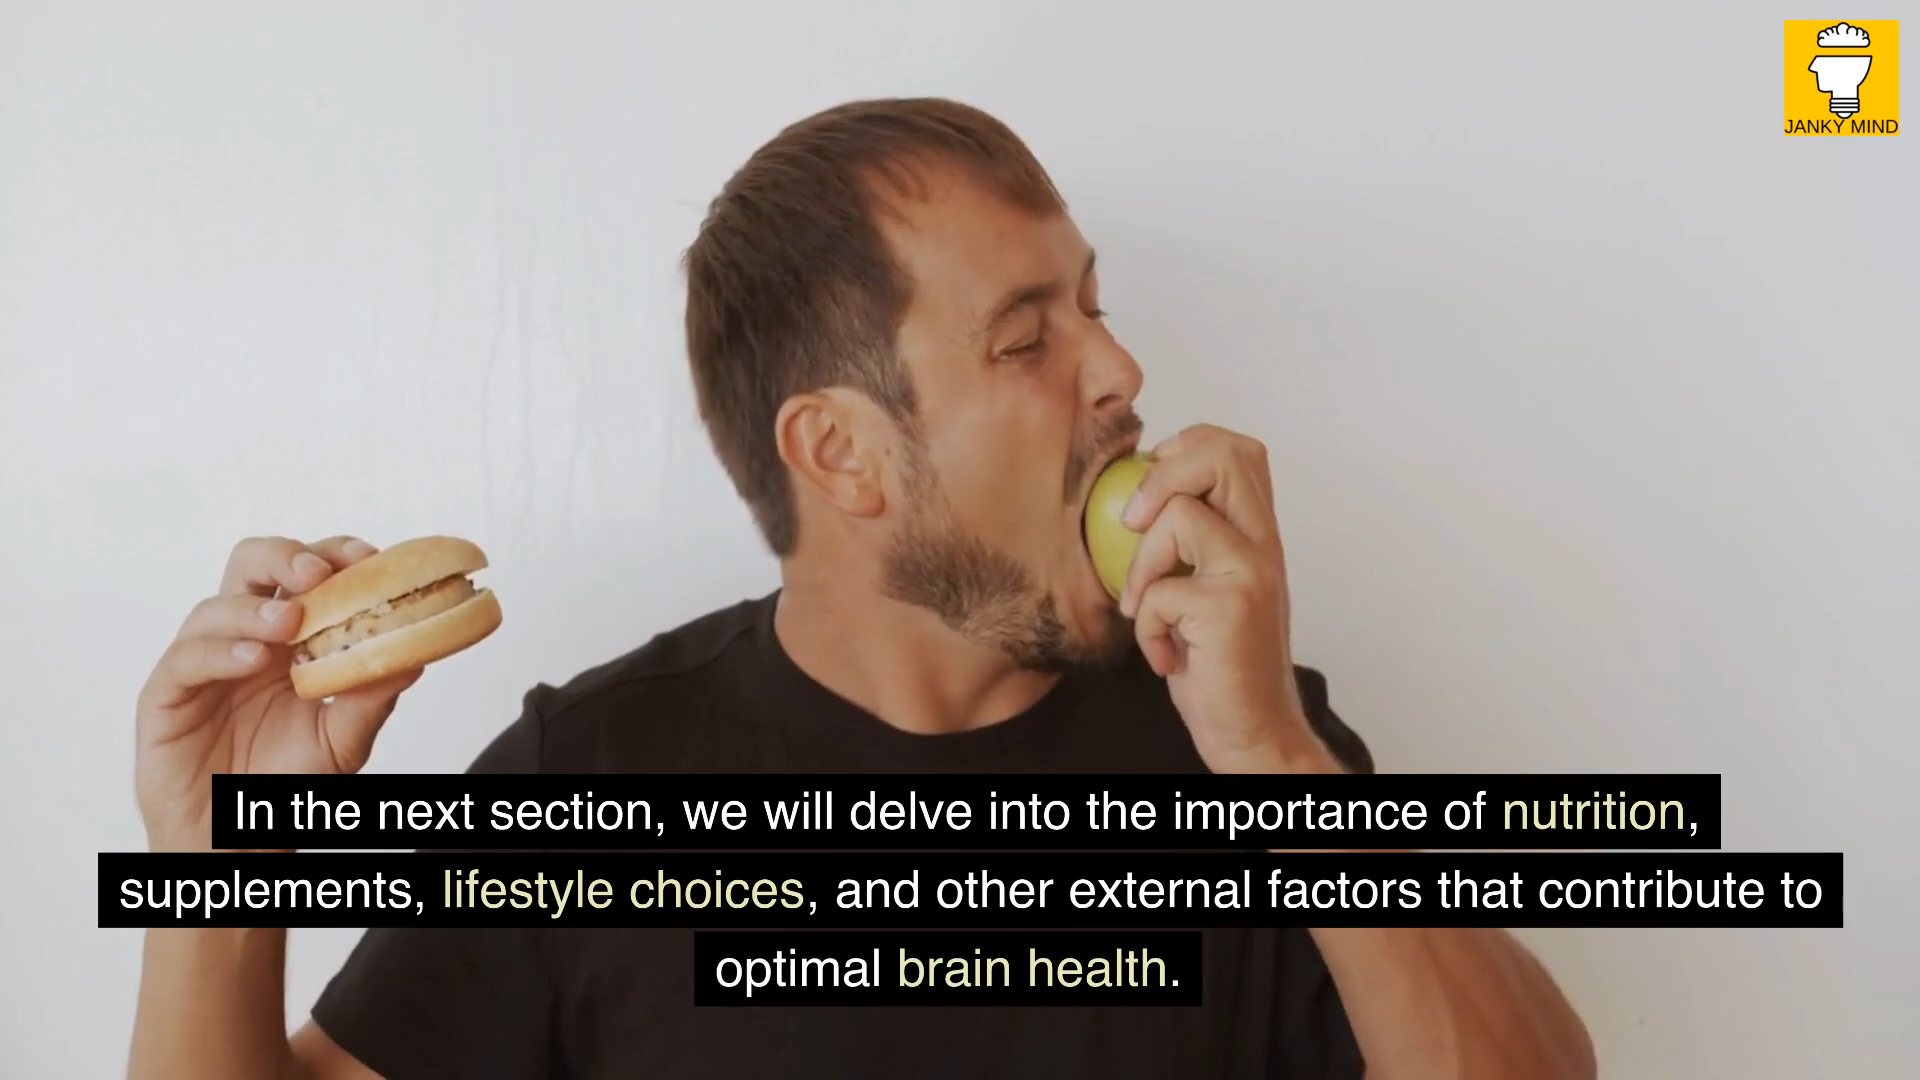 JANKY MIND
In the next section, we will delve into the importance of nutrition,
supplements, lifestyle choices, and other external factors that contribute to
optimal brain health.